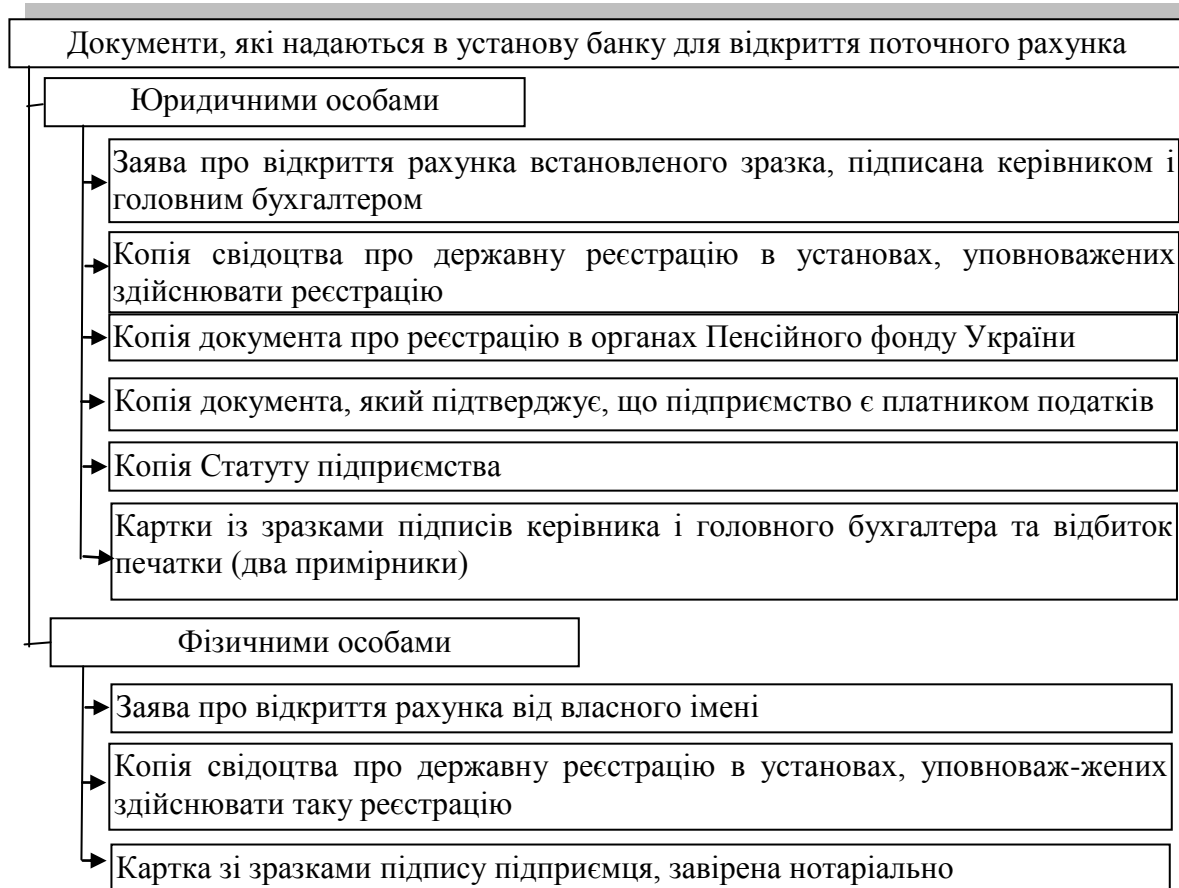 Документи, які надаються в установу банку для відкриття поточного рахунка
Юридичними особами
Заява про відкриття рахунка встановленого зразка, підписана керівником і
головним бухгалтером
Копія свідоцтва про державну реєстрацію в установах, уповноважених
здійснювати реєстрацію
Копія документа про реєстрацію в органах Пенсійного фонду України
Копія документа, який підтверджує, що підприємство є платником податків
Копія Статуту підприємства
Картки із зразками підписів керівника і головного бухгалтера та відбиток
печатки (два примірники)
Фізичними особами
Заява про відкриття рахунка від власного імені
Копія свідоцтва про державну реєстрацію в установах, уповноваж-жених
здійснювати таку реєстрацію
Картка зі зразками підпису підприємця, завірена нотаріально